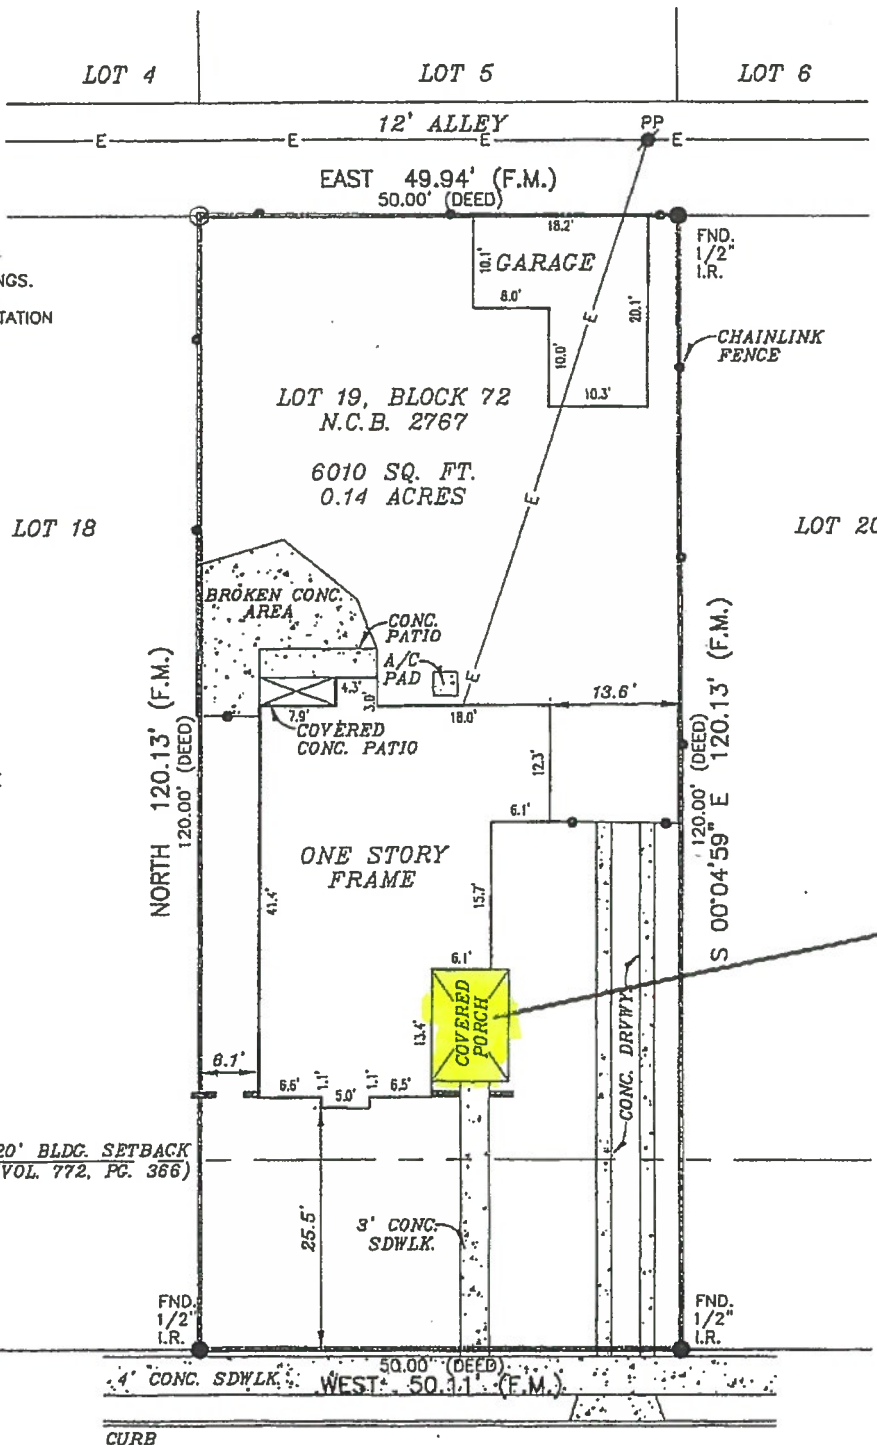 LOT 4
LOT 5
LOT 6
12' ALLEY
PP
E
E
E
E
EAST 49.94' (F.M.)
50.00' (DEED)
18.2'
FND.
1/2"
I.R.
NGS.
TATION
10.1'
GARAGE
8.0'
E
20.1'
10.0'
10.3'
CHAINLINK
FENCE
LOT 19, BLOCK 72
N.C.B. 2767
6010 SQ. FT.
0.14 ACRES
E
LOT 18
LOT 20
BROKEN CONC.
AREA
CONC.
PATIO
A/C
PAD
E
4.3'
3.0'
7.9'
18.0'
13.6'
COVERED
CONC. PATIO
NORTH 120.13' (F.M.)
120.00' (DEED)
12.3'
6.1'
S 00°04'59" E 120.13' (F.M.)
120.00' (DEED)
ONE STORY
FRAME
41.4'
15.7'
6.1'
COVERED
PORCH
13.4'
CONC. DRVWY.
6.1'
6.6'
1.1'
5.0'
1.1'
6.5'
20' BLDG. SETBACK
(VOL. 772, PG. 366)
25.5'
3' CONC.
SDWLK.
FND.
1/2"
I.R.
FND.
1/2"
I.R.
50.00' (DEED)
4' CONC. SDWLK.
WEST 50.11' (F.M.)
CURB